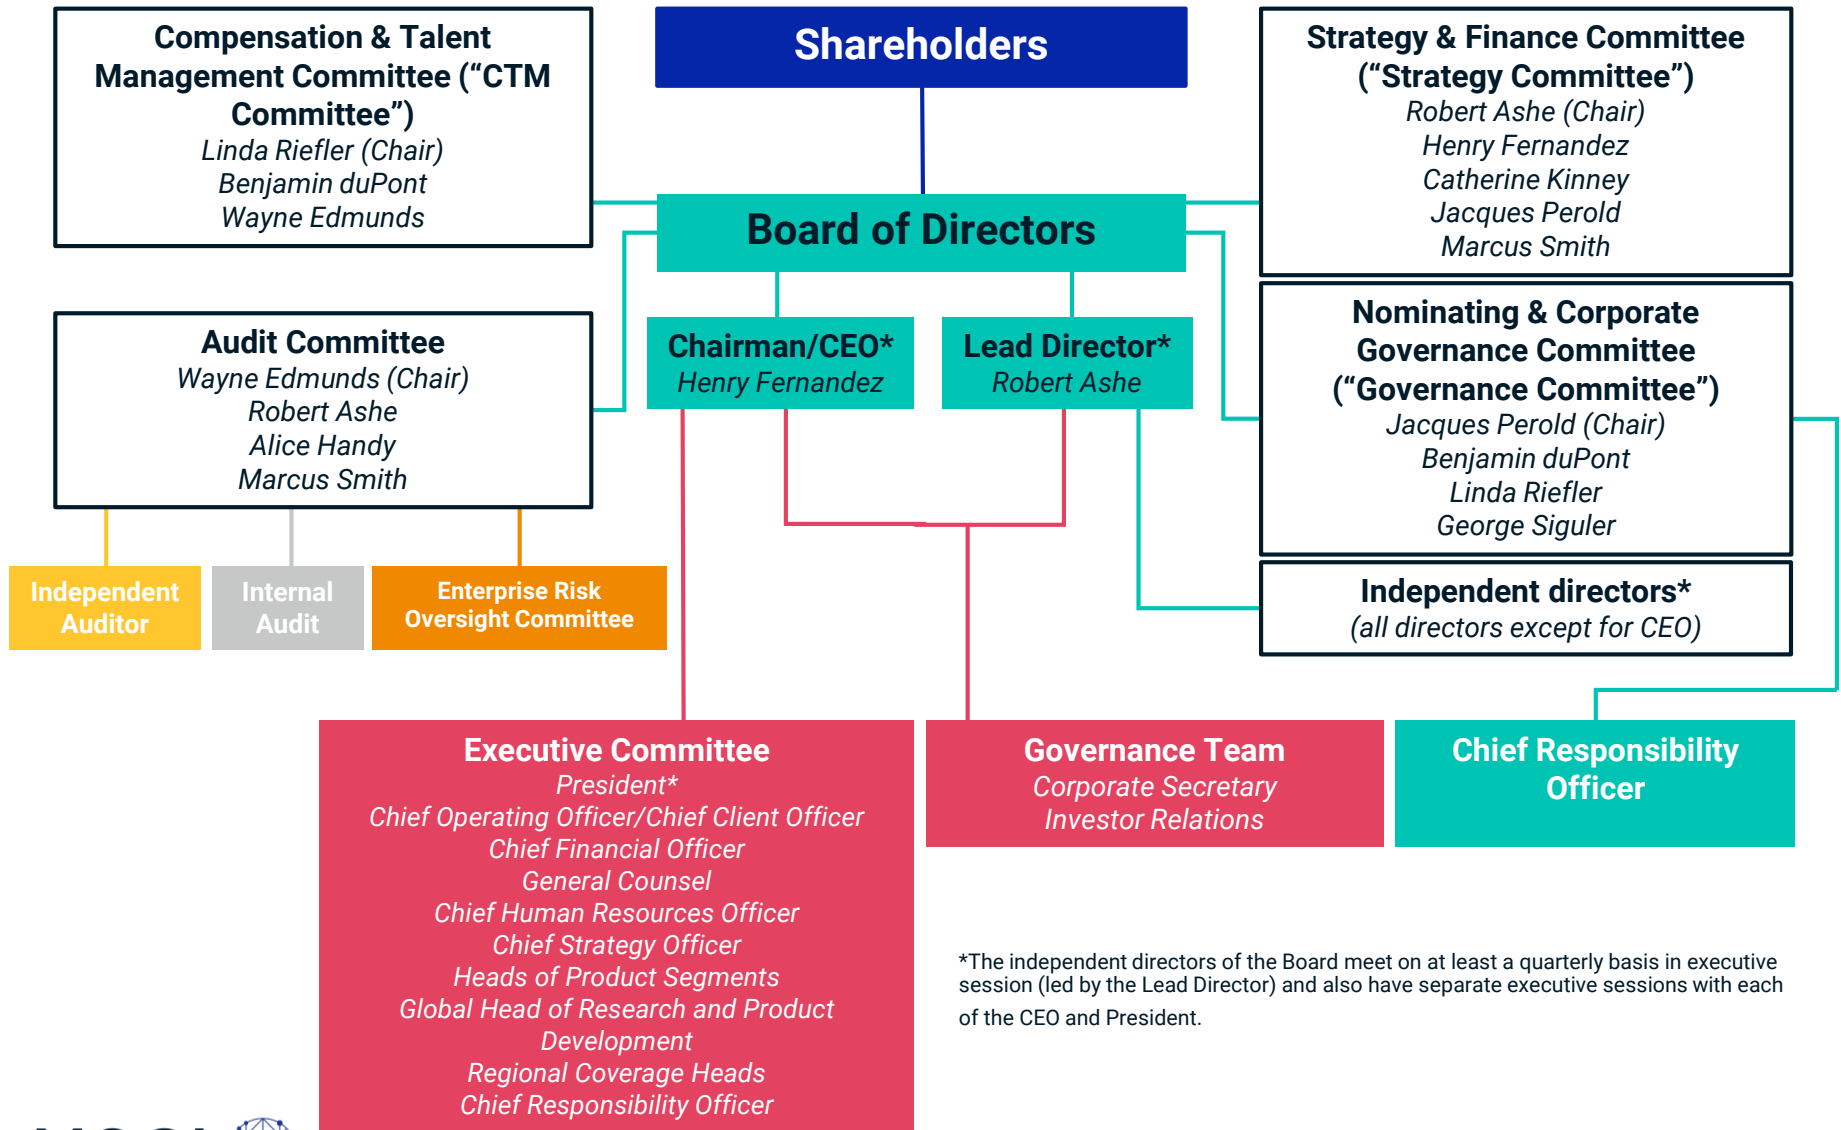 Compensation & Talent
Management Committee (“CTM
Committee”)
Linda Riefler (Chair)
Benjamin duPont
Wayne Edmunds
Shareholders
Strategy & Finance Committee
(“Strategy Committee”)
Robert Ashe (Chair)
Henry Fernandez
Catherine Kinney
Jacques Perold
Marcus Smith
Board of Directors
Audit Committee
Wayne Edmunds (Chair)
Robert Ashe
Alice Handy
Marcus Smith
Chairman/CEO*
Henry Fernandez
Lead Director*
Robert Ashe
Nominating & Corporate
Governance Committee
(“Governance Committee”)
Jacques Perold (Chair)
Benjamin duPont
Linda Riefler
George Siguler
Independent
Auditor
Internal
Audit
Enterprise Risk
Oversight Committee
Independent directors*
(all directors except for CEO)
Executive Committee
President*
Chief Operating Officer/Chief Client Officer
Chief Financial Officer
General Counsel
Chief Human Resources Officer
Chief Strategy Officer
Heads of Product Segments
Global Head of Research and Product
Development
Regional Coverage Heads
Chief Responsibility Officer
Governance Team
Corporate Secretary
Investor Relations
Chief Responsibility
Officer
*The independent directors of the Board meet on at least a quarterly basis in executive
session (led by the Lead Director) and also have separate executive sessions with each
of the CEO and President.